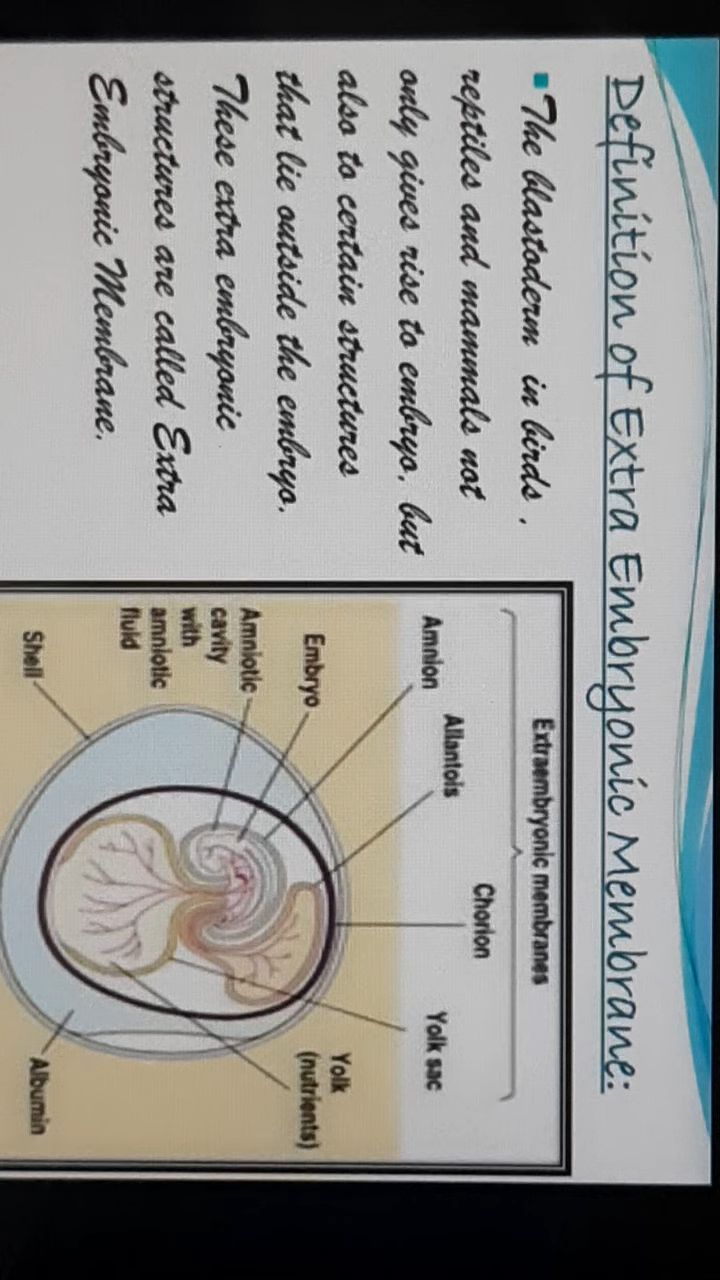 Definition of Extra Embryonic Membrane:
The blastoderm in birds ,
reptiles and mammals not
only gives rise to embryo, but
also to certain structures
that lie outside the embryo.
These extra embryonic
structures are called Extra
Embryonic Membrane.
Extraembryonic membranes
Amnion
Allantois
Chorion
Yolk sac
Embryo
Amniotic
cavity
with
amniotic
fluid
Yolk
(nutrients)
Shell
Albumin